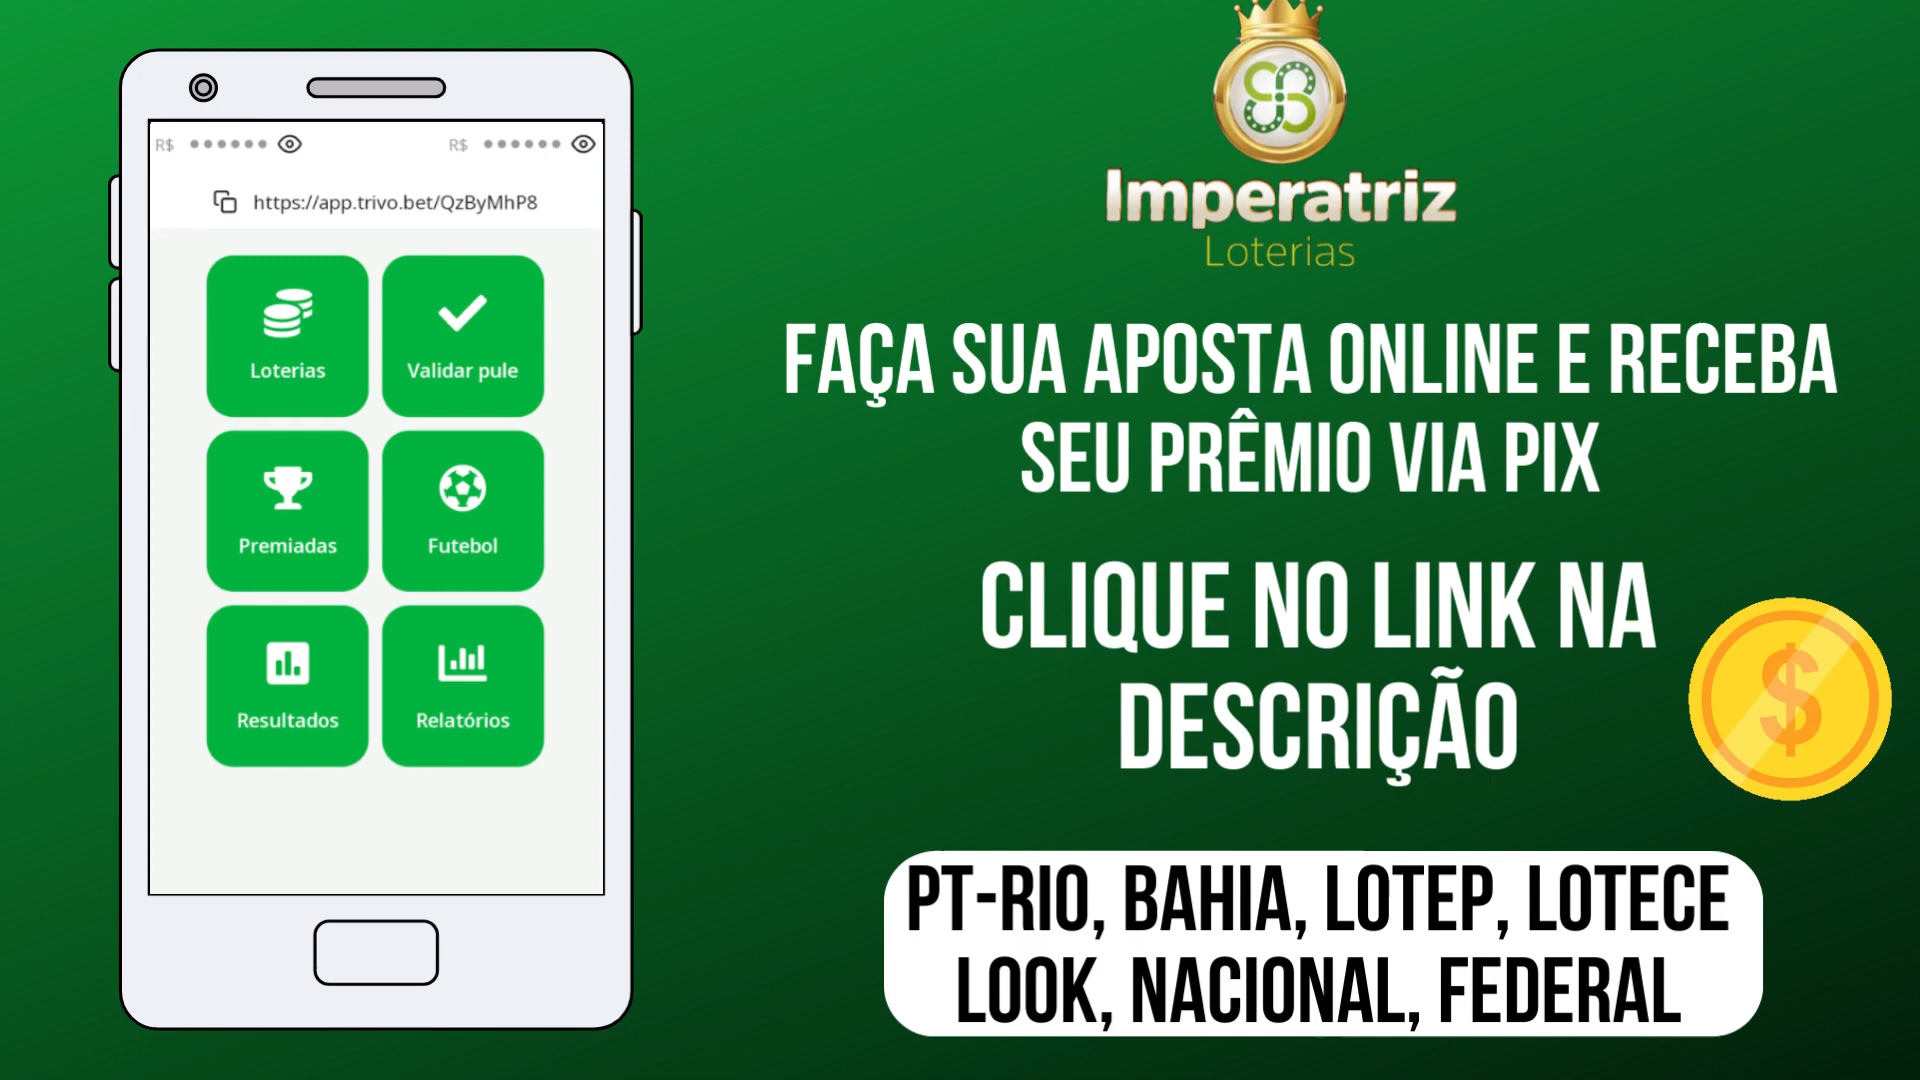 R$ R$
https://app.trivo.bet/QzByMhP8
Loterias
Validar pule
Premiadas
Futebol
Resultados
Relatórios
Imperatriz
Loterias
FAÇA SUA APOSTA ONLINE E RECEBA
SEU PRÊMIO VIA PIX
CLIQUE NO LINK NA
DESCRIÇÃO
$
PT-RIO, BAHIA, LOTEP, LOTECE
LOOK, NACIONAL, FEDERAL